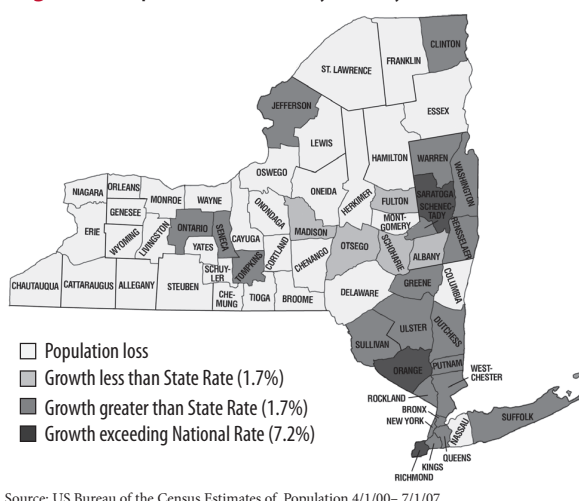 CLINTON
FRANKLIN
ST. LAWRENCE
ESSEX
JEFFERSON
LEWIS
HAMILTON
WARREN
WASHINGTON
OSWEGO
ONEIDA
HERKIMER
FULTON
SARATOGA
SCHENEC-
TADY
NIAGARA
ORLEANS
MONROE
WAYNE
ONONDAGA
MADISON
MONT-
GOMERY
RENSSELAER
GENESEE
ERIE
WYOMING
LIVINGSTON
ONTARIO
SENECA
CAYUGA
YATES
CORTLAND
CHENANGO
OTSEGO
SCHOHARIE
ALBANY
TOMPKINS
SCHUY-
LER
CHAUTAUQUA
CATTARAUGUS
ALLEGANY
STEUBEN
CHE-
MUNG
TIOGA
BROOME
DELAWARE
GREENE
COLUMBIA
ULSTER
SULLIVAN
DUTCHESS
ORANGE
PUTNAM
WEST-
CHESTER
ROCKLAND
BRONX
NEW YORK
NASSAU
SUFFOLK
QUEENS
KINGS
RICHMOND
Population loss
Growth less than State Rate (1.7%)
Growth greater than State Rate (1.7%)
Growth exceeding National Rate (7.2%)
Source: US Bureau of the Census Estimates of Population 4/1/00– 7/1/07